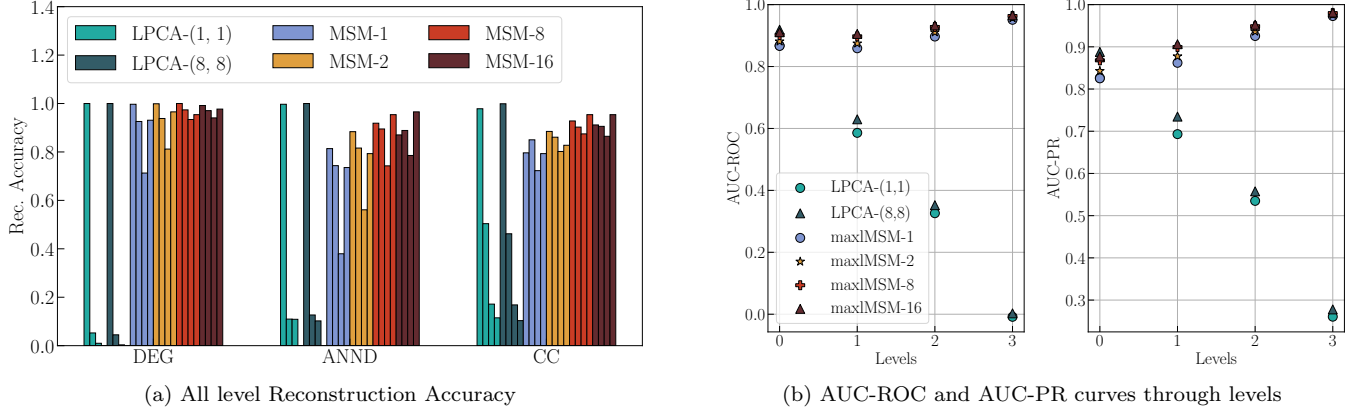 1.4
1.2
1.0
0.8
0.6
0.4
0.2
0.0
Rec. Accuracy
LPCA-(1, 1)
LPCA-(8, 8)
MSM-1
MSM-2
MSM-8
MSM-16
DEG
ANND
CC
(a) All level Reconstruction Accuracy
1.0
0.8
0.6
0.4
0.2
0.0
AUC-ROC
LPCA-(1,1)
LPCA-(8,8)
maxlMSM-1
maxlMSM-2
maxlMSM-8
maxlMSM-16
0 1 2 3
Levels
1.0
0.9
0.8
0.7
0.6
0.5
0.4
0.3
AUC-PR
0 1 2 3
Levels
(b) AUC-ROC and AUC-PR curves through levels